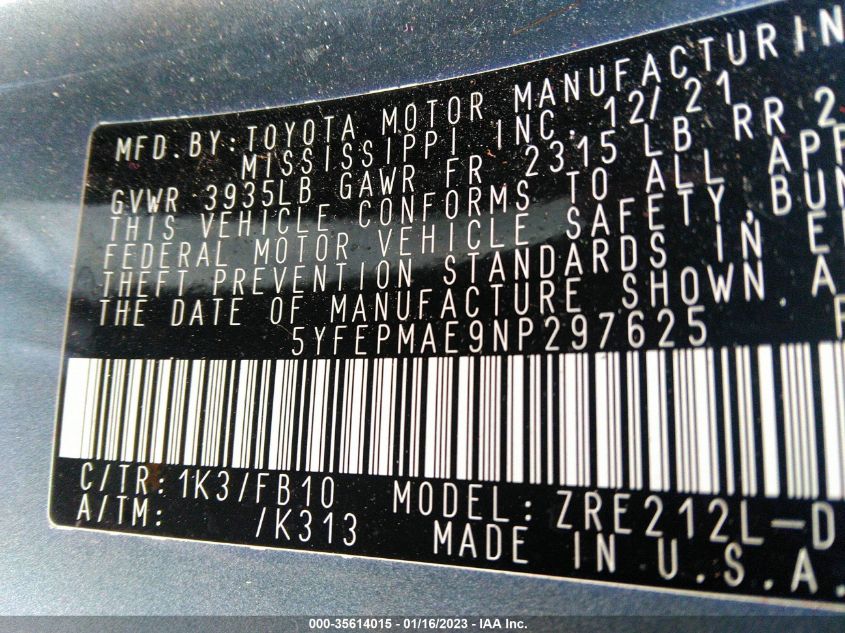 MFD. BY: TOYOTA MOTOR MANUFACTURIN
MISSISSIPPI INC. 12/21
GVWR 3935LB GAWR FR 2315 LB RR 2
THIS VEHICLE CONFORMS TO ALL APP
FEDERAL MOTOR VEHICLE SAFETY, BUM
THEFT PREVENTION STANDARDS IN E
THE DATE OF MANUFACTURE SHOWN. A
5YFEPMAE9NP297625
C/TR: 1K3/FB10 MODEL: ZRE212L-D
A/TM: /K313 MADE IN U.S.A.
000-35614015 - 01/16/2023 - © IAA Inc.